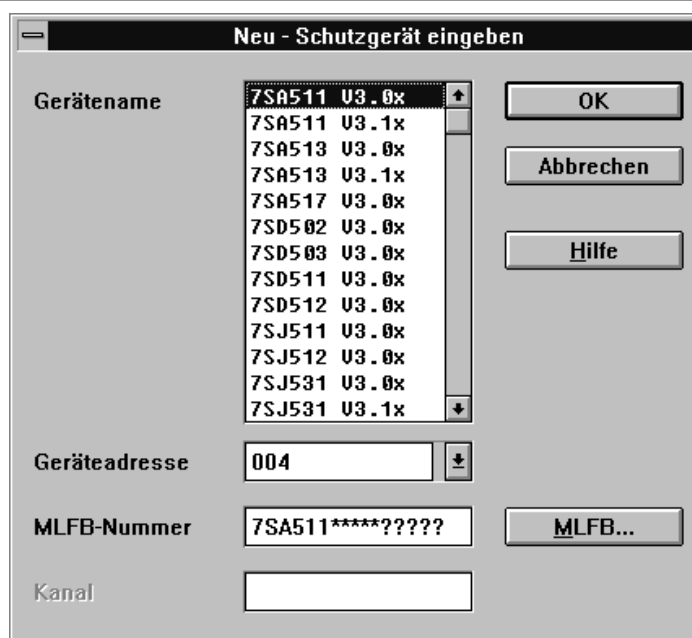 Neu - Schutzgerät eingeben
Gerätename
7SA511 V3.0x
7SA511 V3.1x
7SA513 V3.0x
7SA513 V3.1x
7SA517 V3.0x
7SD502 V3.0x
7SD503 V3.0x
7SD511 V3.0x
7SD512 V3.0x
7SJ511 V3.0x
7SJ512 V3.0x
7SJ531 V3.0x
7SJ531 V3.1x
OK
Abbrechen
Hilfe
Geräteadresse 004
MLFB-Nummer 7SA511*****????? MLFB...
Kanal